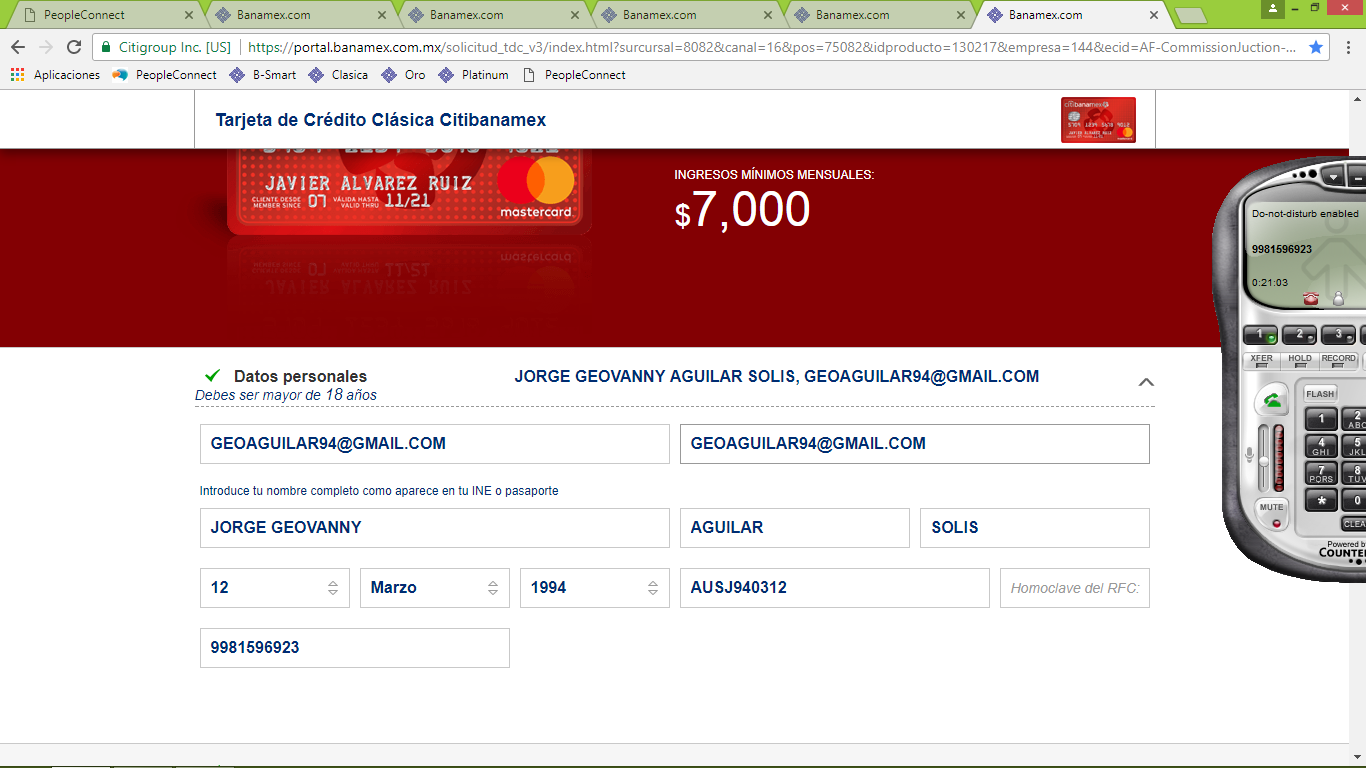 PeopleConnect
Banamex.com
Banamex.com
Banamex.com
Banamex.com
Banamex.com
Citigroup Inc. [US]
https://portal.banamex.com.mx/solicitud_tdc_v3/index.html?surcursal=8082&canal=16&pos=75082&idproducto=130217&empresa=144&ecid=AF-CommissionJuction-...
Aplicaciones PeopleConnect B-Smart Clasica Oro Platinum PeopleConnect
Tarjeta de Crédito Clásica Citibanamex
citibanamex
JAVIER ALVAREZ RUIZ
JAVIER ALVAREZ RUIZ
CLIENTE DESDE
MEMBER SINCE
07
VÁLIDA HASTA
VALID THRU
11/21
mastercard
INGRESOS MÍNIMOS MENSUALES:
$7,000
Do-not-disturb enabled
9981596923
0:21:03
1 2 3
XFER HOLD RECORD
FLASH
1 2 ABC
4 GHI 5 JKL
7 PQRS 8 TUV
* 0
MUTE
CLEA
Powered by
COUNTE
Datos personales
JORGE GEOVANNY AGUILAR SOLIS, GEOAGUILAR94@GMAIL.COM
Debes ser mayor de 18 años
GEOAGUILAR94@GMAIL.COM
GEOAGUILAR94@GMAIL.COM
Introduce tu nombre completo como aparece en tu INE o pasaporte
JORGE GEOVANNY
AGUILAR
SOLIS
12
Marzo
1994
AUSJ940312
Homoclave del RFC:
9981596923